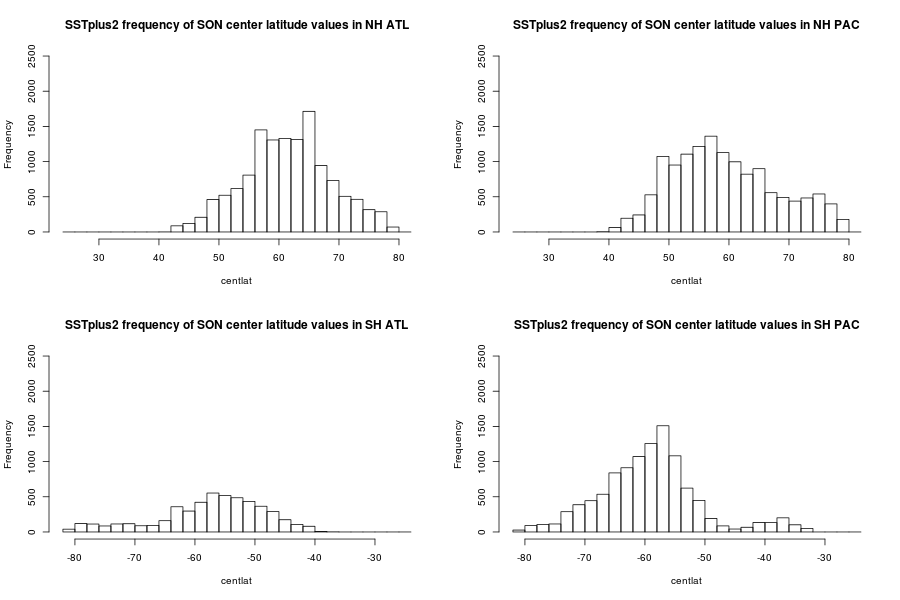 SSTplus2 frequency of SON center latitude values in NH ATL
Frequency
2500
2000
1500
1000
500
0
30 40 50 60 70 80
centlat
SSTplus2 frequency of SON center latitude values in NH PAC
Frequency
2500
2000
1500
1000
500
0
30 40 50 60 70 80
centlat
SSTplus2 frequency of SON center latitude values in SH ATL
Frequency
2500
2000
1500
1000
500
0
-80 -70 -60 -50 -40 -30
centlat
SSTplus2 frequency of SON center latitude values in SH PAC
Frequency
2500
2000
1500
1000
500
0
-80 -70 -60 -50 -40 -30
centlat